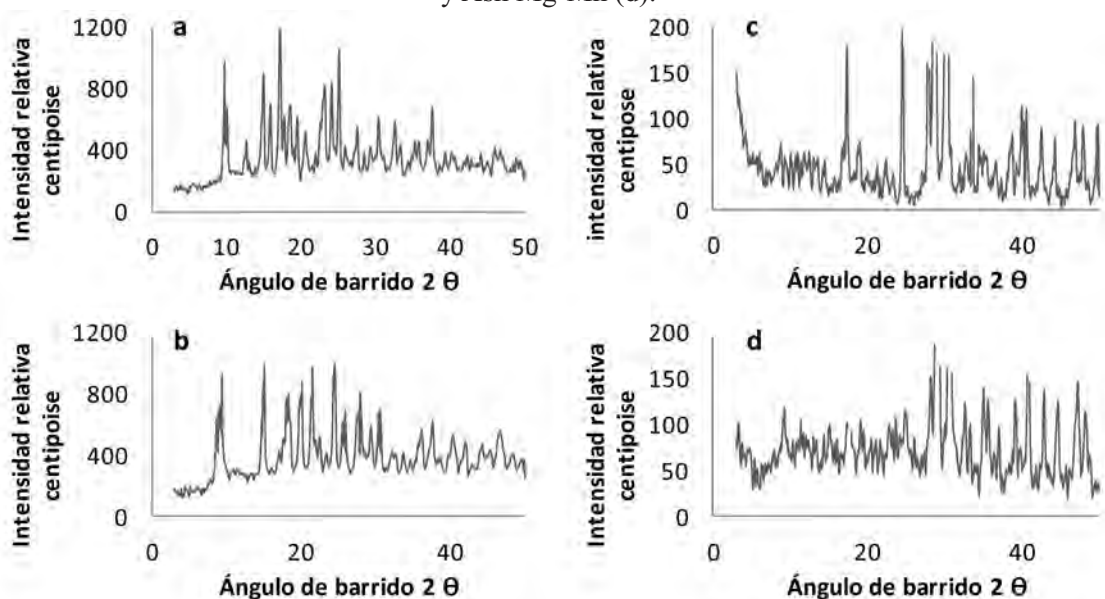 y Ash-Mg-Mn (d).
a
Intensidad relativa
centipoise
1200
800
400
0
0 10 20 30 40 50
Ángulo de barrido 2 Θ
c
intensidad relativa
centipose
200
150
100
50
0
0 20 40
Ángulo de barrido 2 Θ
b
Intensidad relativa
centipoise
1200
800
400
0
0 20 40
Ángulo de barrido 2 Θ
d
Intensidad relativa
centipoise
200
150
100
50
0
0 20 40
Ángulo de barrido 2 Θ